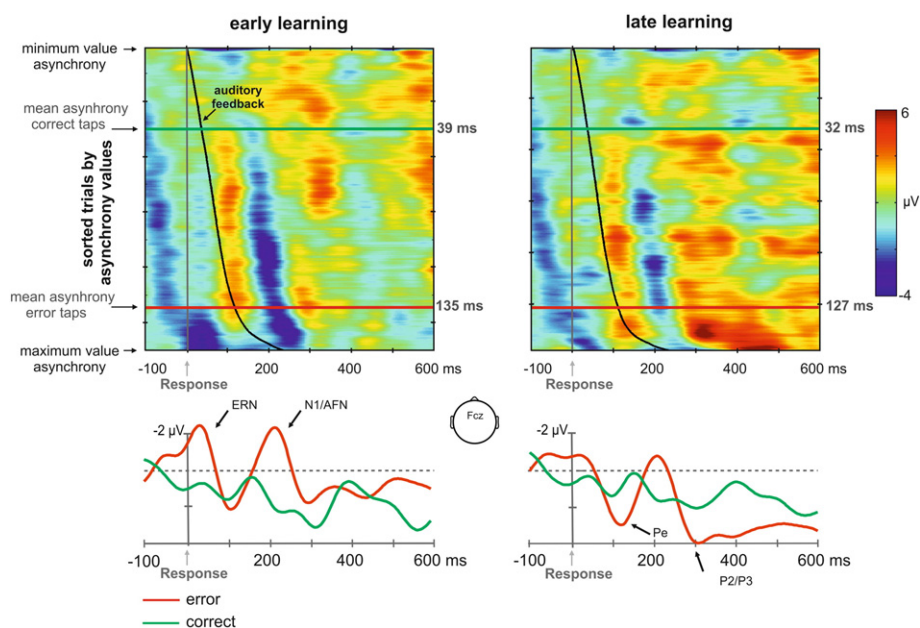 early learning
late learning
minimum value
asynchrony
auditory
feedback
mean asynhrony
correct taps
39 ms
32 ms
sorted trials by
asynchrony values
6
µV
-4
mean asynhrony
error taps
135 ms
127 ms
maximum value
asynchrony
-100
200
400
600 ms
Response
-100
200
400
600 ms
Response
ERN
N1/AFN
-2 µV
Fcz
-2 µV
Pe
P2/P3
-100
200
400
600 ms
Response
-100
200
400
600 ms
Response
error
correct